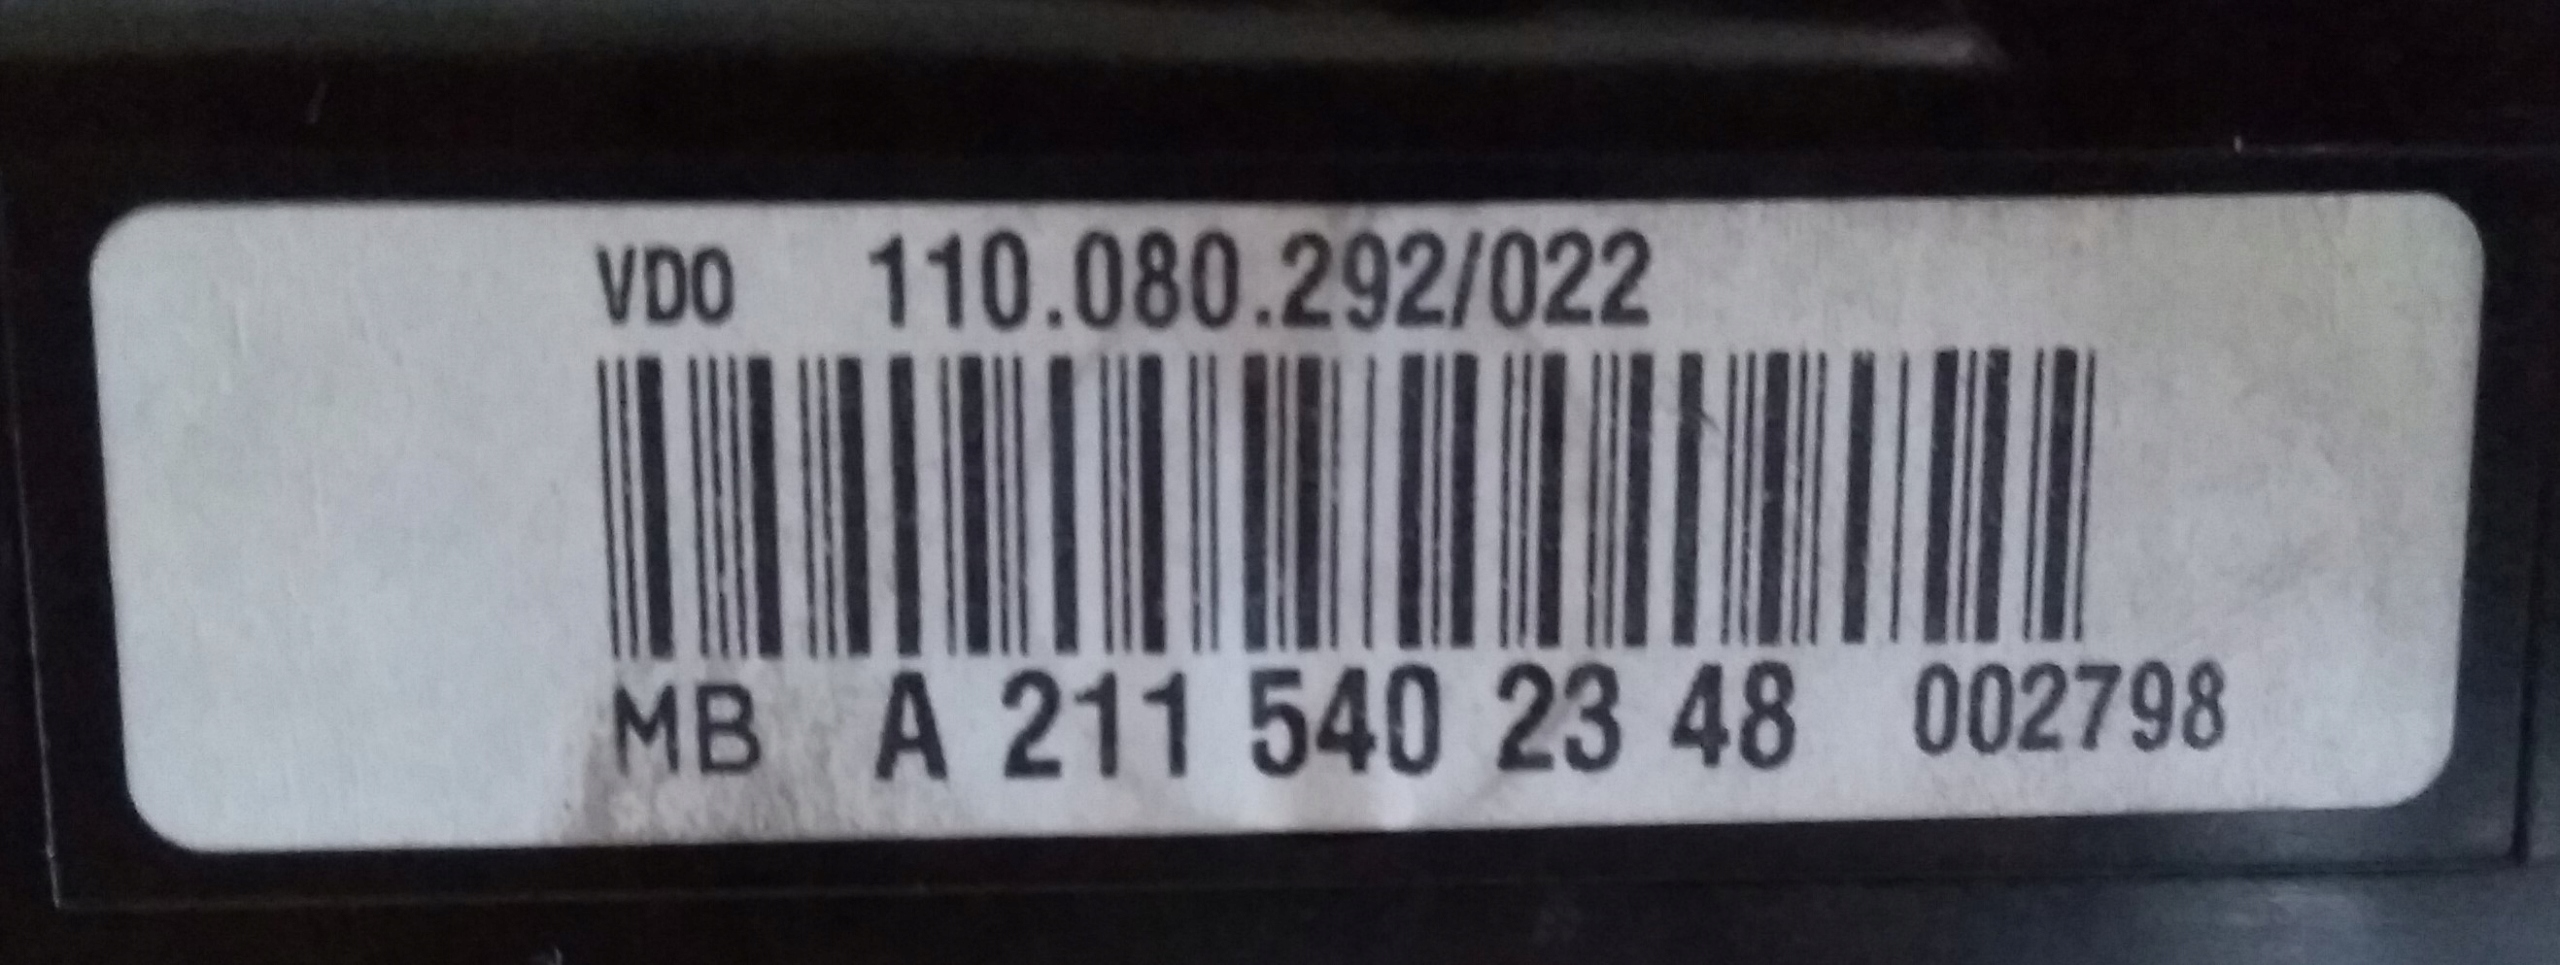 VDO 110.080.292/022
MB A 211 540 23 48 002798